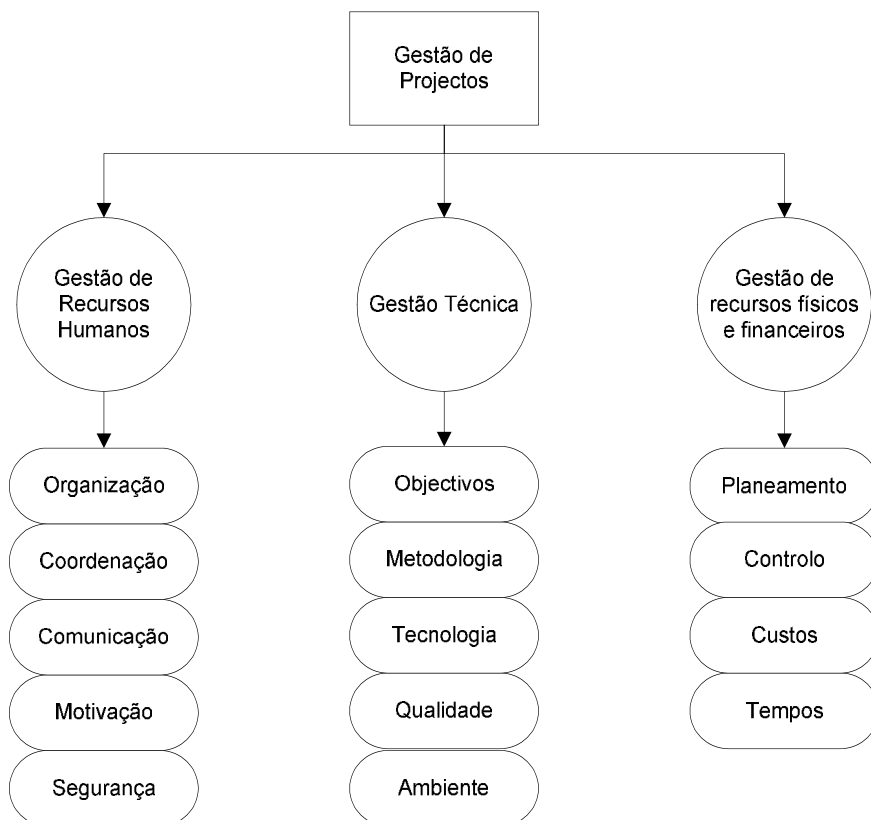 Gestão de
Projectos
Gestão de
Recursos
Humanos
Gestão Técnica
Gestão de
recursos físicos
e financeiros
Organização
Coordenação
Comunicação
Motivação
Segurança
Objectivos
Metodologia
Tecnologia
Qualidade
Ambiente
Planeamento
Controlo
Custos
Tempos